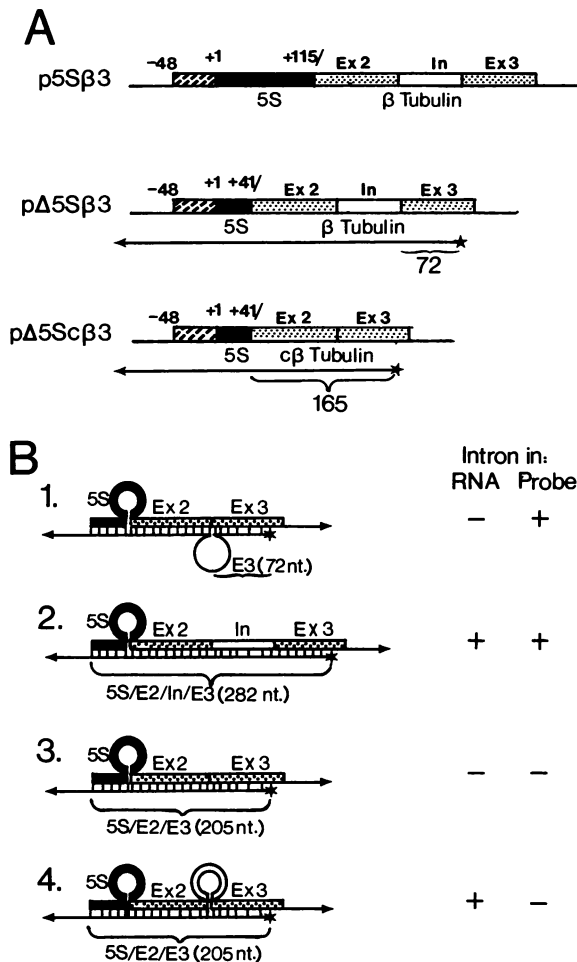 A
p5Sβ3
−48 +1 +115/ Ex 2 In Ex 3
5S β Tubulin
pΔ5Sβ3
−48 +1 +41/ Ex 2 In Ex 3
5S β Tubulin
72
pΔ5Scβ3
−48 +1 +41/ Ex 2 Ex 3
5S cβ Tubulin
165
B
Intron in:
RNA Probe
1. 5S Ex 2 Ex 3 − +
E3 (72 nt.)
2. 5S Ex 2 In Ex 3 + +
5S/E2/In/E3 (282 nt.)
3. 5S Ex 2 Ex 3 − −
5S/E2/E3 (205 nt.)
4. 5S Ex 2 Ex 3 + −
5S/E2/E3 (205 nt.)